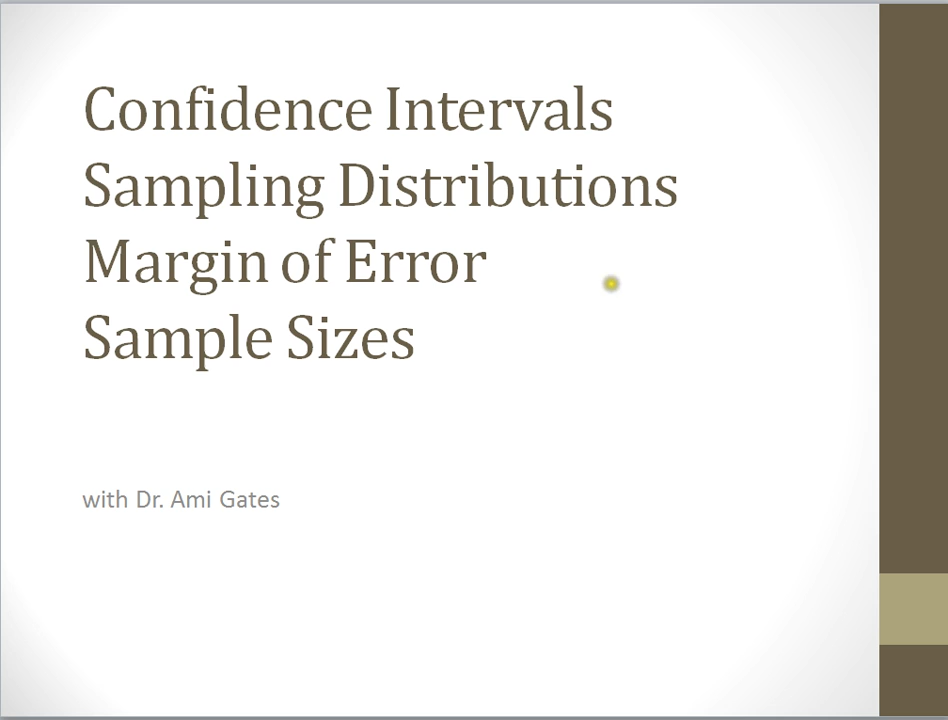 Confidence Intervals
Sampling Distributions
Margin of Error
Sample Sizes
with Dr. Ami Gates